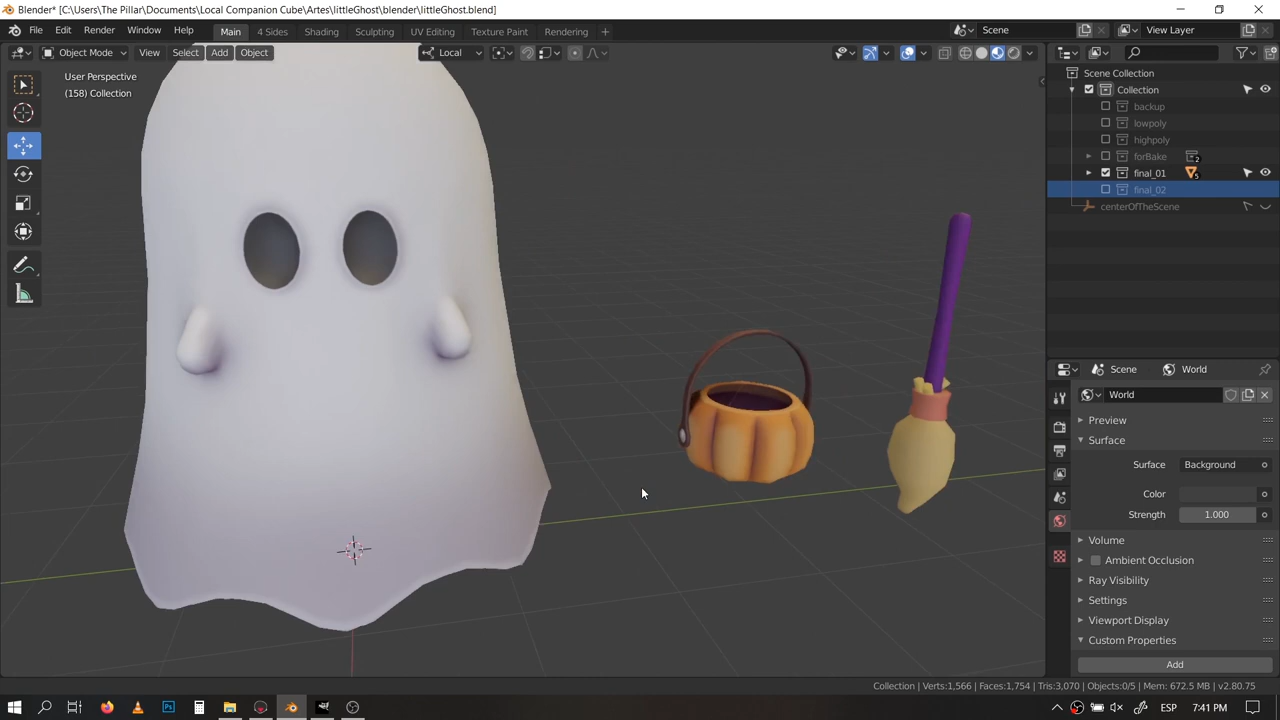 Blender* [C:\Users\The Pillar\Documents\Local Companion Cube\Artes\littleGhost\blender\littleGhost.blend]
File Edit Render Window Help Main 4 Sides Shading Sculpting UV Editing Texture Paint Rendering + Scene View Layer
Object Mode View Select Add Object Local
User Perspective
(158) Collection
Scene Collection
Collection
backup
lowpoly
highpoly
forBake 2
final_01 5
final_02
centerOfTheScene
Scene World
World
Preview
Surface
Surface Background
Color
Strength 1.000
Volume
Ambient Occlusion
Ray Visibility
Settings
Viewport Display
Custom Properties
Add
Collection | Verts:1,566 | Faces:1,754 | Tris:3,070 | Objects:0/5 | Mem: 672.5 MB | v2.80.75
Ps ESP 7:41 PM